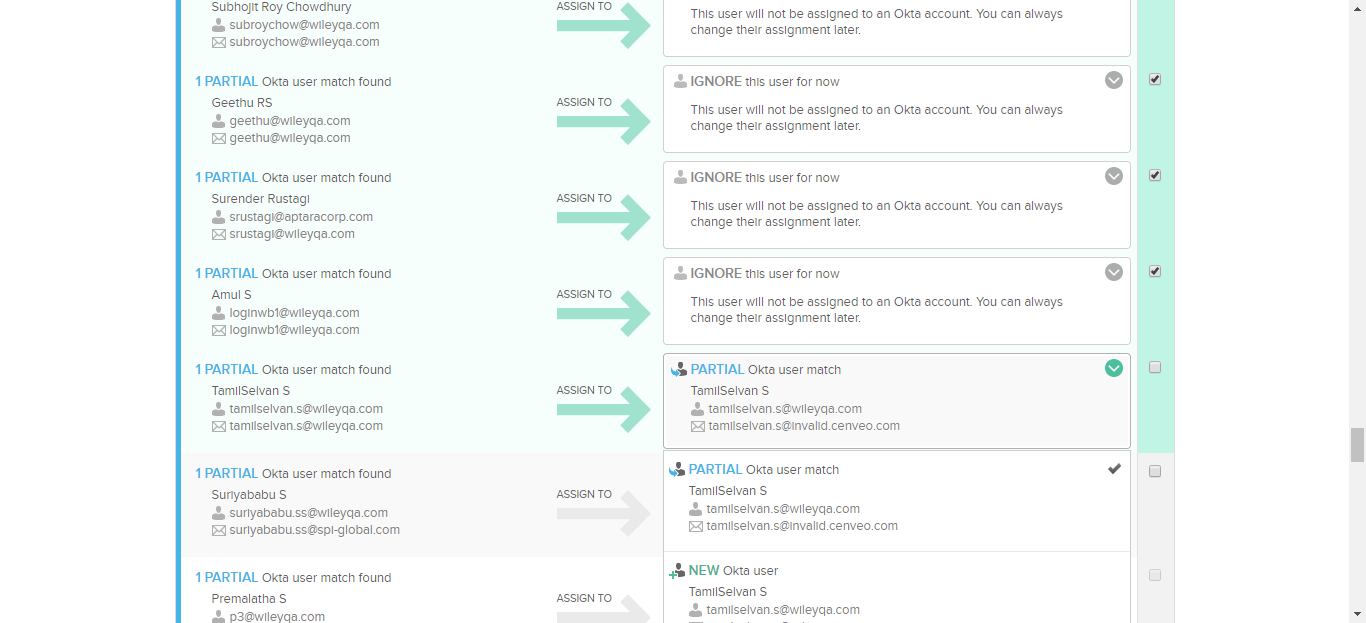 Subhojit Roy Chowdhury
subroychow@wileyqa.com
subroychow@wileyqa.com
ASSIGN TO
This user will not be assigned to an Okta account. You can always
change their assignment later.
1 PARTIAL Okta user match found
Geethu RS
geethu@wileyqa.com
geethu@wileyqa.com
ASSIGN TO
IGNORE this user for now
This user will not be assigned to an Okta account. You can always
change their assignment later.
1 PARTIAL Okta user match found
Surender Rustagi
srustagi@aptaracorp.com
srustagi@wileyqa.com
ASSIGN TO
IGNORE this user for now
This user will not be assigned to an Okta account. You can always
change their assignment later.
1 PARTIAL Okta user match found
Amul S
loginwb1@wileyqa.com
loginwb1@wileyqa.com
ASSIGN TO
IGNORE this user for now
This user will not be assigned to an Okta account. You can always
change their assignment later.
1 PARTIAL Okta user match found
TamilSelvan S
tamilselvan.s@wileyqa.com
tamilselvan.s@wileyqa.com
ASSIGN TO
PARTIAL Okta user match
TamilSelvan S
tamilselvan.s@wileyqa.com
tamilselvan.s@invalid.cenveo.com
1 PARTIAL Okta user match found
Suriyababu S
suriyababu.ss@wileyqa.com
suriyababu.ss@spi-global.com
ASSIGN TO
PARTIAL Okta user match
TamilSelvan S
tamilselvan.s@wileyqa.com
tamilselvan.s@invalid.cenveo.com
1 PARTIAL Okta user match found
Premalatha S
p3@wileyqa.com
ASSIGN TO
NEW Okta user
TamilSelvan S
tamilselvan.s@wileyqa.com